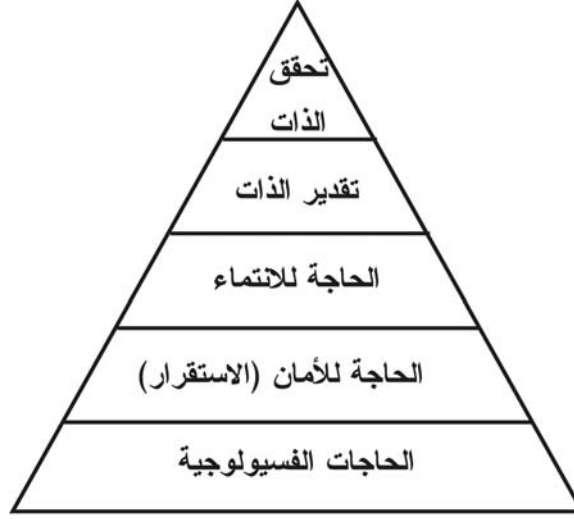 تحقق
الذات
تقدير الذات
الحاجة للانتماء
الحاجة للأمان (الاستقرار)
الحاجات الفسيولوجية